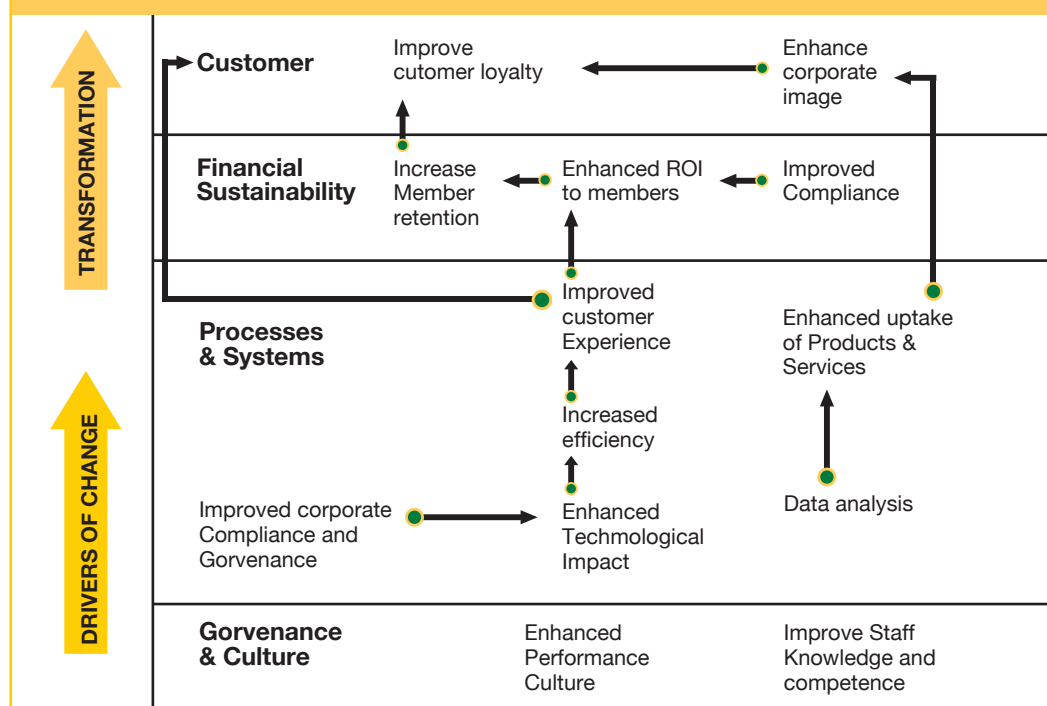 TRANSFORMATION
DRIVERS OF CHANGE
Customer
Improve
cutomer loyalty
Enhance
corporate
image
Financial
Sustainability
Increase
Member
retention
Enhanced ROI
to members
Improved
Compliance
Processes
& Systems
Improved
customer
Experience
Enhanced uptake
of Products &
Services
Increased
efficiency
Improved corporate
Compliance and
Gorvenance
Enhanced
Techmological
Impact
Data analysis
Gorvenance
& Culture
Enhanced
Performance
Culture
Improve Staff
Knowledge and
competence